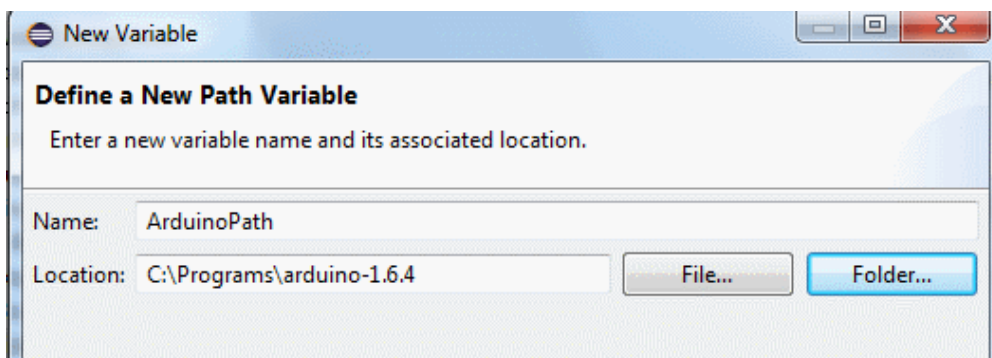 New Variable
Define a New Path Variable
Enter a new variable name and its associated location.
Name: ArduinoPath
Location: C:\Programs\arduino-1.6.4 File... Folder...